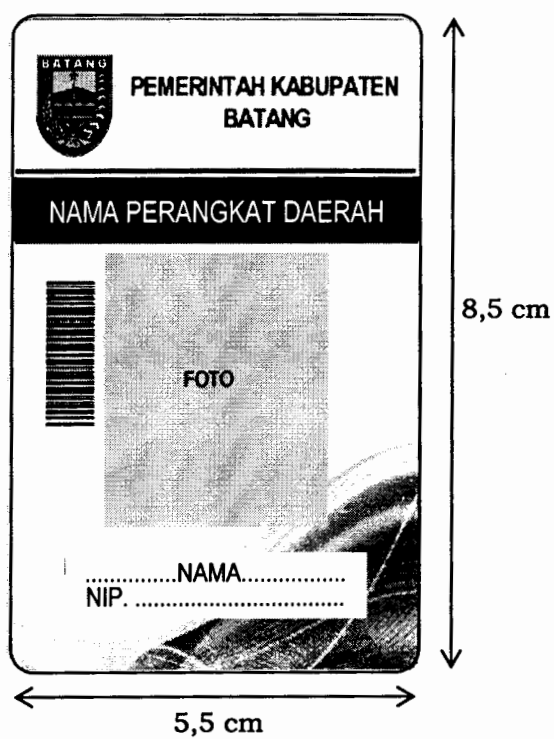 BATANG
PEMERINTAH KABUPATEN
BATANG
NAMA PERANGKAT DAERAH
FOTO
8,5 cm
...............NAMA.................
NIP. ..................................
5,5 cm